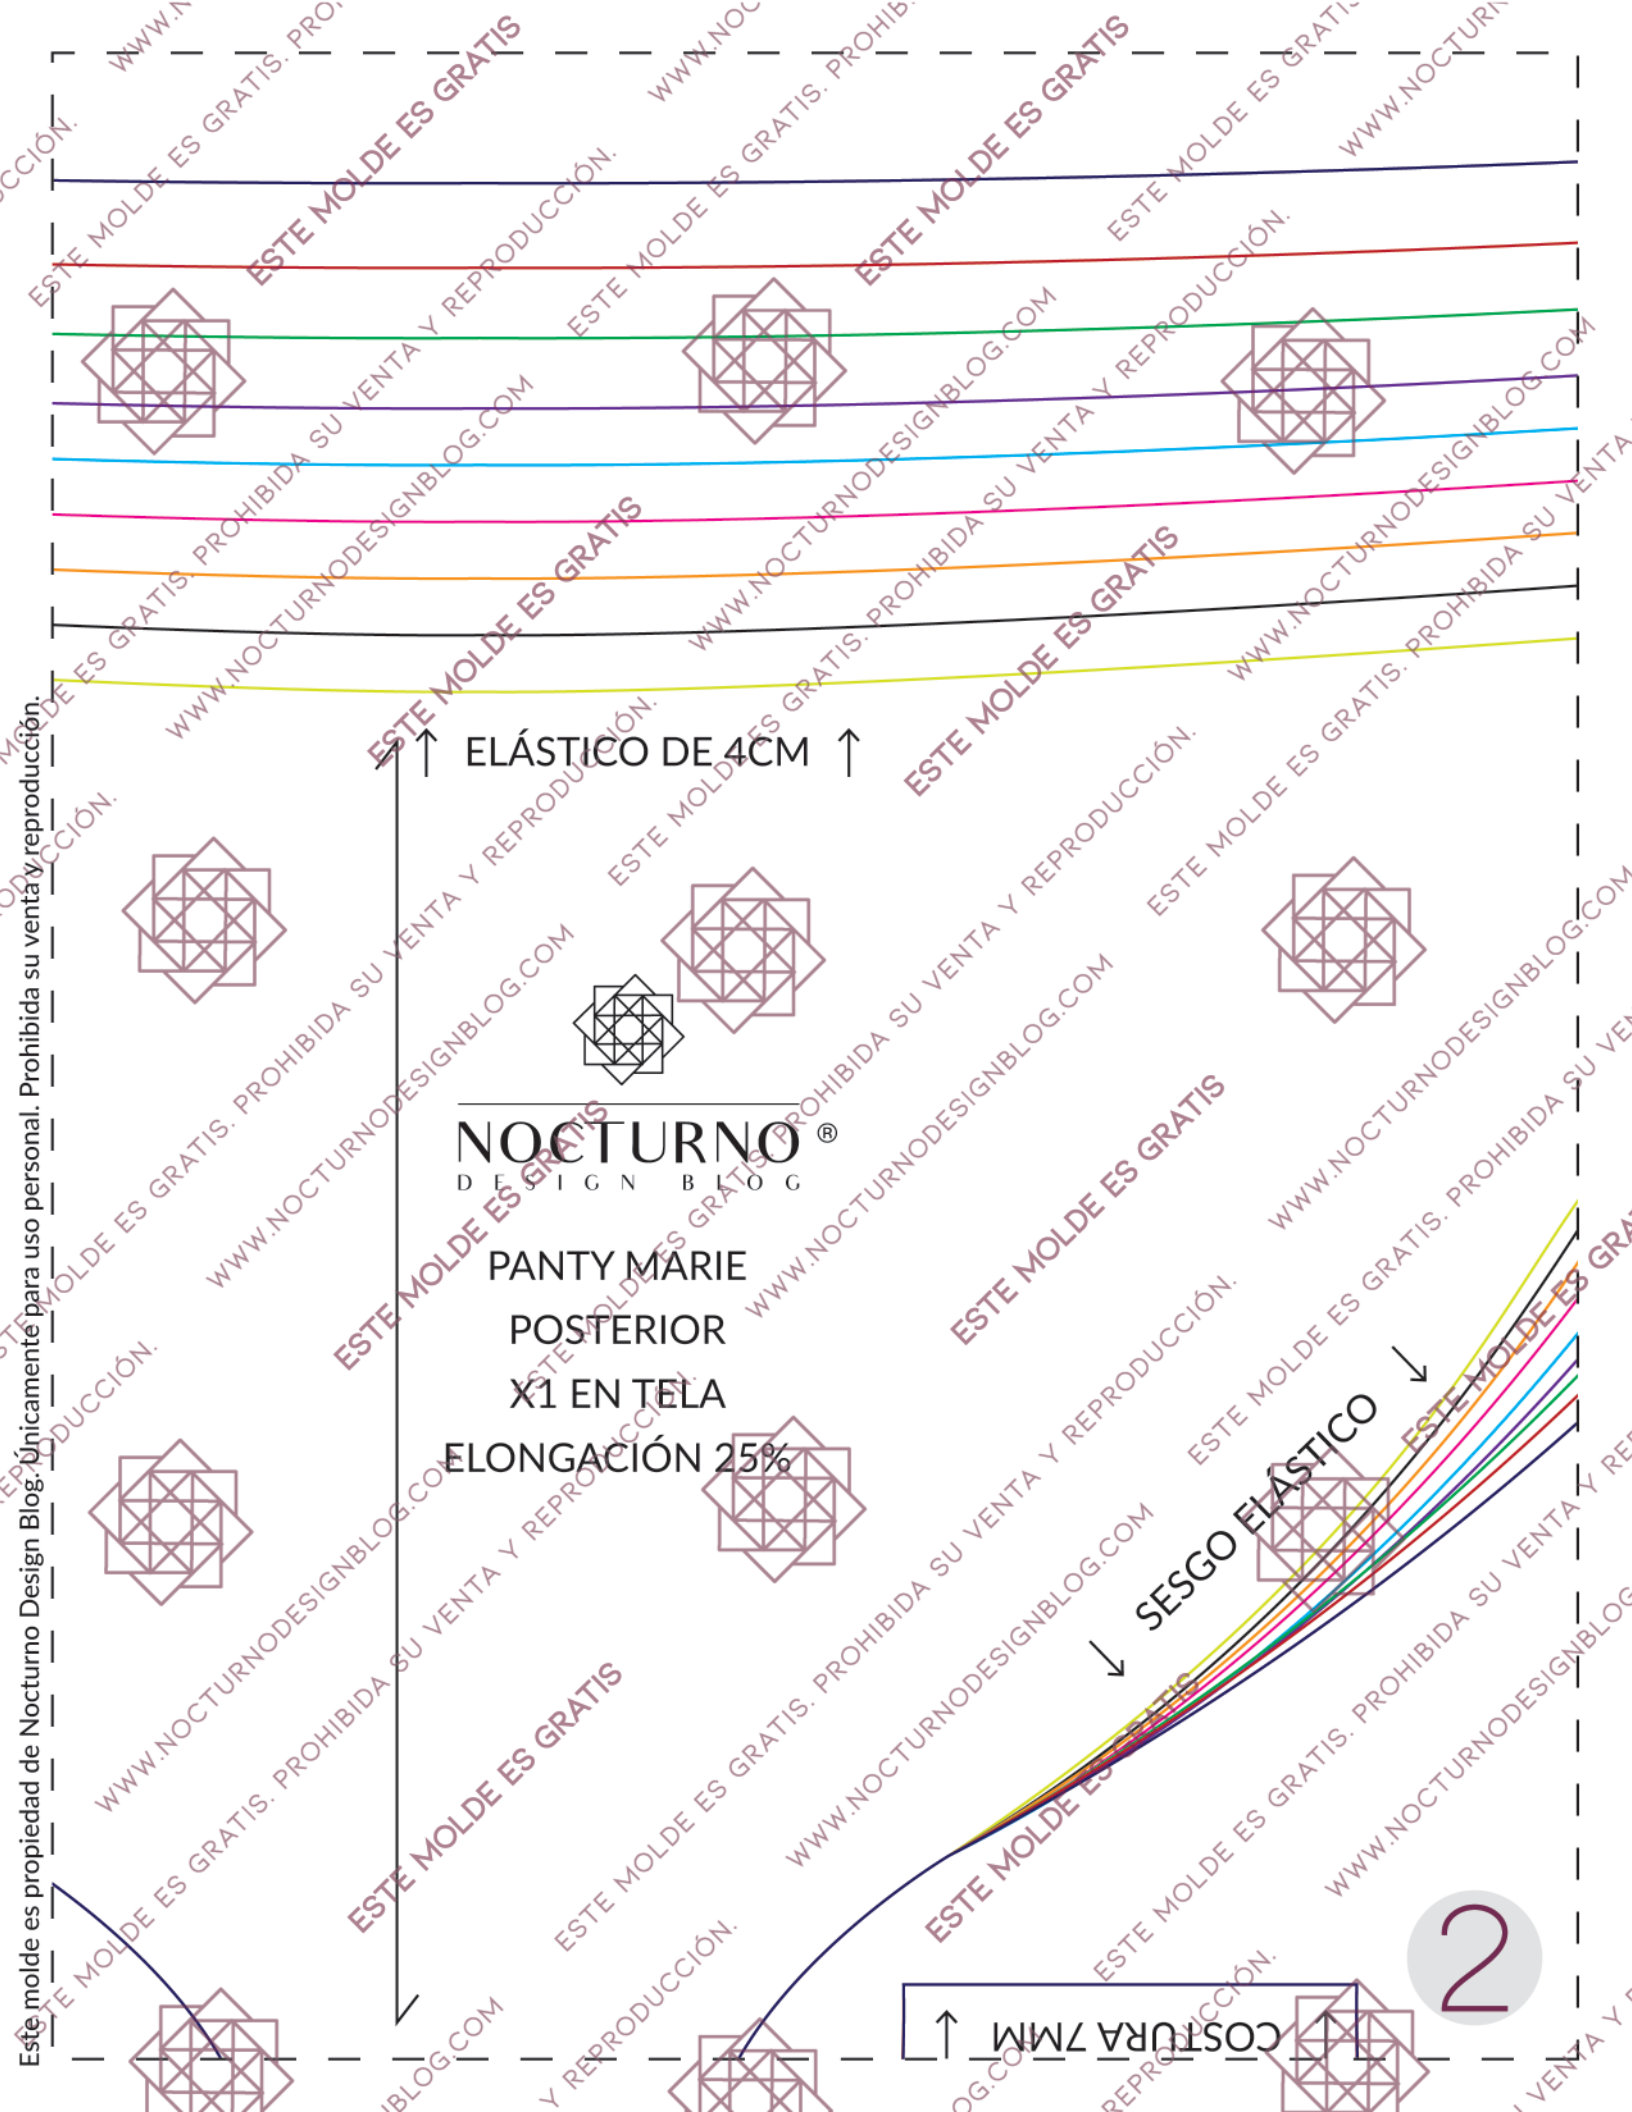 ELÁSTICO DE 4CM
NOCTURNO ®
DESIGN BLOG
PANTY MARIE
POSTERIOR
X1 EN TELA
ELONGACIÓN 25%
SESGO ELÁSTICO
COSTURA 7MM
2
Este molde es propiedad de Nocturno Design Blog. Únicamente para uso personal. Prohibida su venta y reproducción.
ESTE MOLDE ES GRATIS
ESTE MOLDE ES GRATIS. PROHIBIDA SU VENTA Y REPRODUCCIÓN.
WWW.NOCTURNODESIGNBLOG.COM